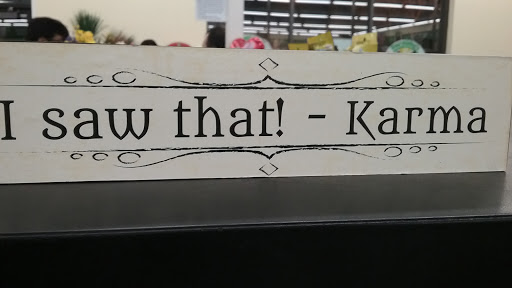 I saw that! - Karma